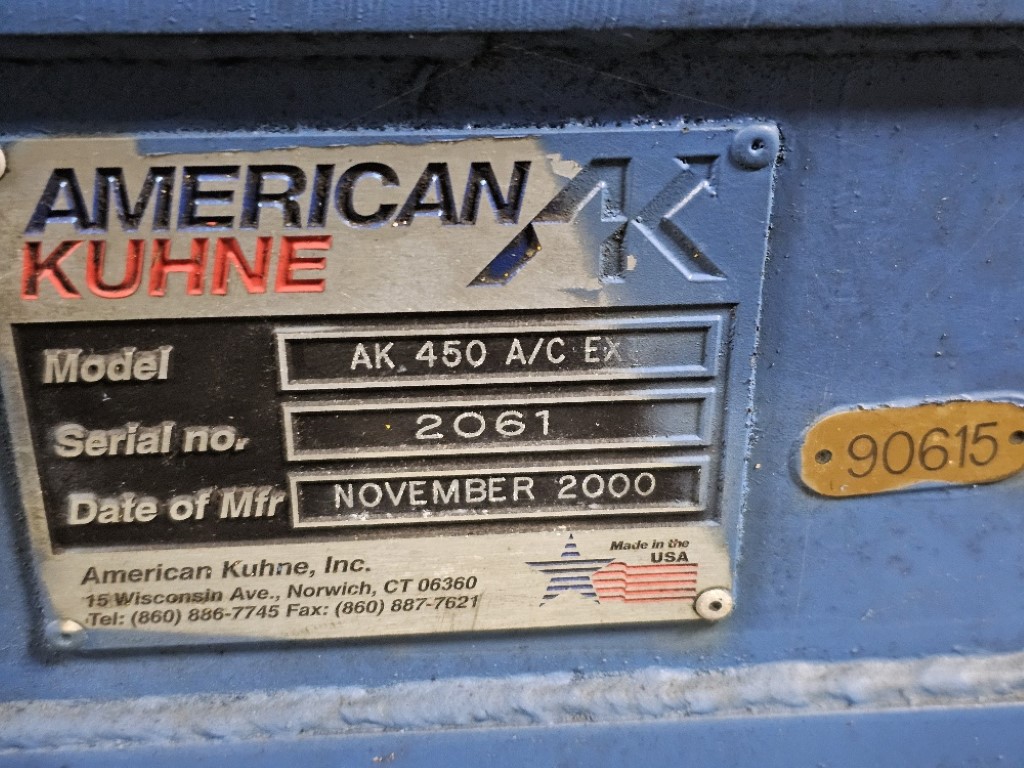 AMERICAN AK
KUHNE
Model AK 450 A/C EX
Serial no. 2061
Date of Mfr NOVEMBER 2000
American Kuhne, Inc.
15 Wisconsin Ave., Norwich, CT 06360
Tel: (860) 886-7745 Fax: (860) 887-7621
Made in the
USA
90615